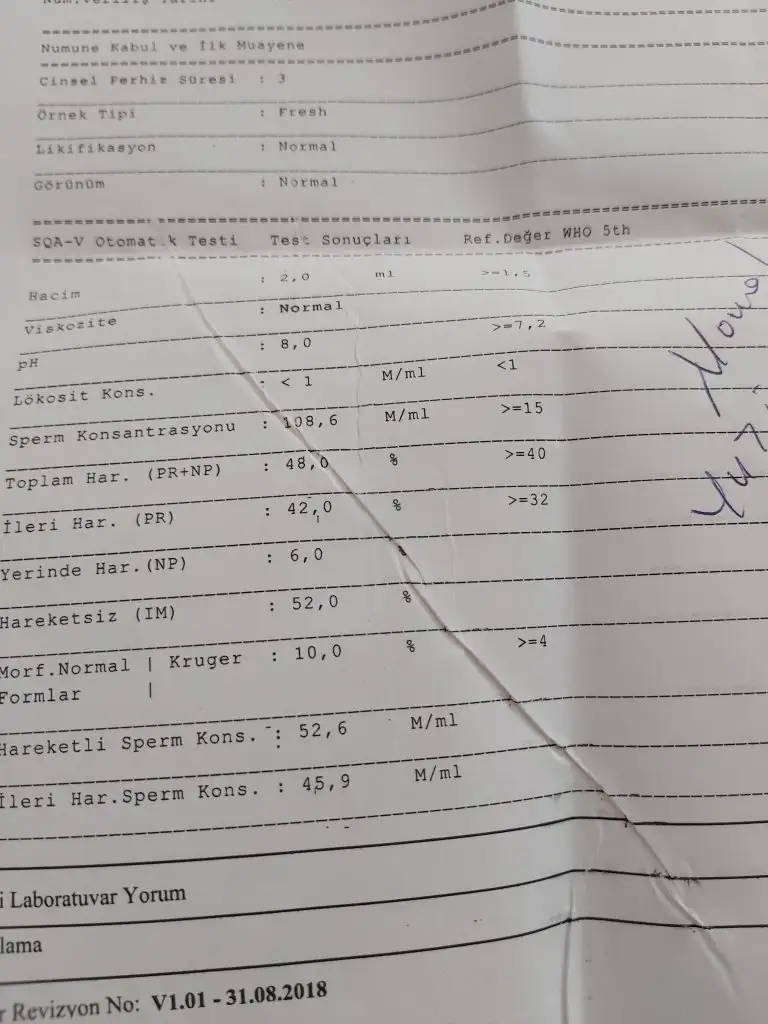 Numune Kabul ve İlk Muayene
Cinsel Perhiz Süresi : 3
Örnek Tipi : Fresh
Likifikasyon : Normal
Görünüm : Normal
SQA-V Otomatik Testi Test Sonuçları Ref.Değer WHO 5th
Hacim : 2,0 ml >=1,5
Viskozite : Normal
pH : 8,0 >=7,2
Lökosit Kons. : < 1 M/ml <1
Sperm Konsantrasyonu : 108,6 M/ml >=15
Toplam Har. (PR+NP) : 48,0 % >=40
İleri Har. (PR) : 42,0 % >=32
Yerinde Har.(NP) : 6,0 %
Hareketsiz (IM) : 52,0 %
Morf.Normal | Kruger : 10,0 % >=4
Formlar |
Hareketli Sperm Kons. : 52,6 M/ml
İleri Har.Sperm Kons. : 45,9 M/ml
i Laboratuvar Yorum
lama
r Revizyon No: V1.01 - 31.08.2018